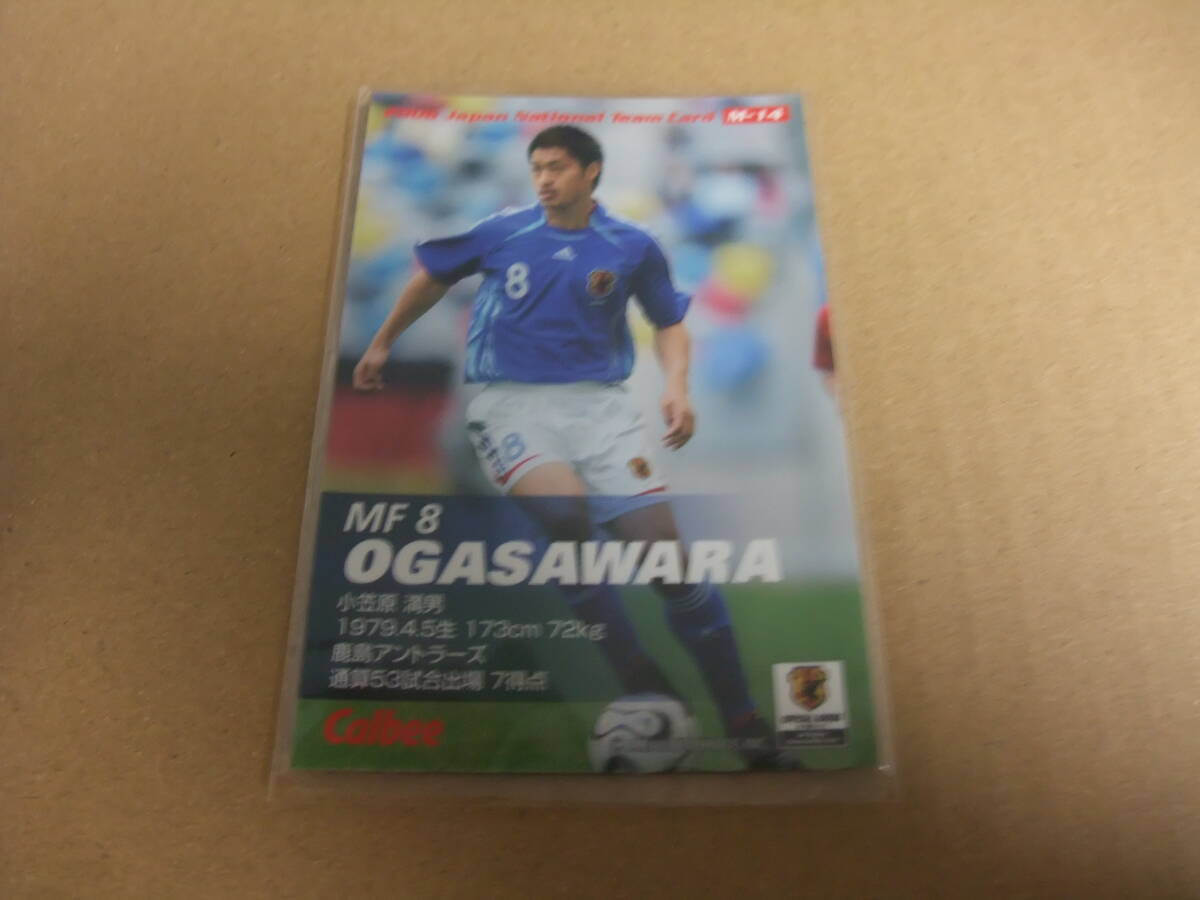 2006 Japan National Team Card M-14
8
8
MF 8
OGASAWARA
小笠原 満男
1979.4.5生 173cm 72kg
鹿島アントラーズ
通算53試合出場 7得点
Calbee